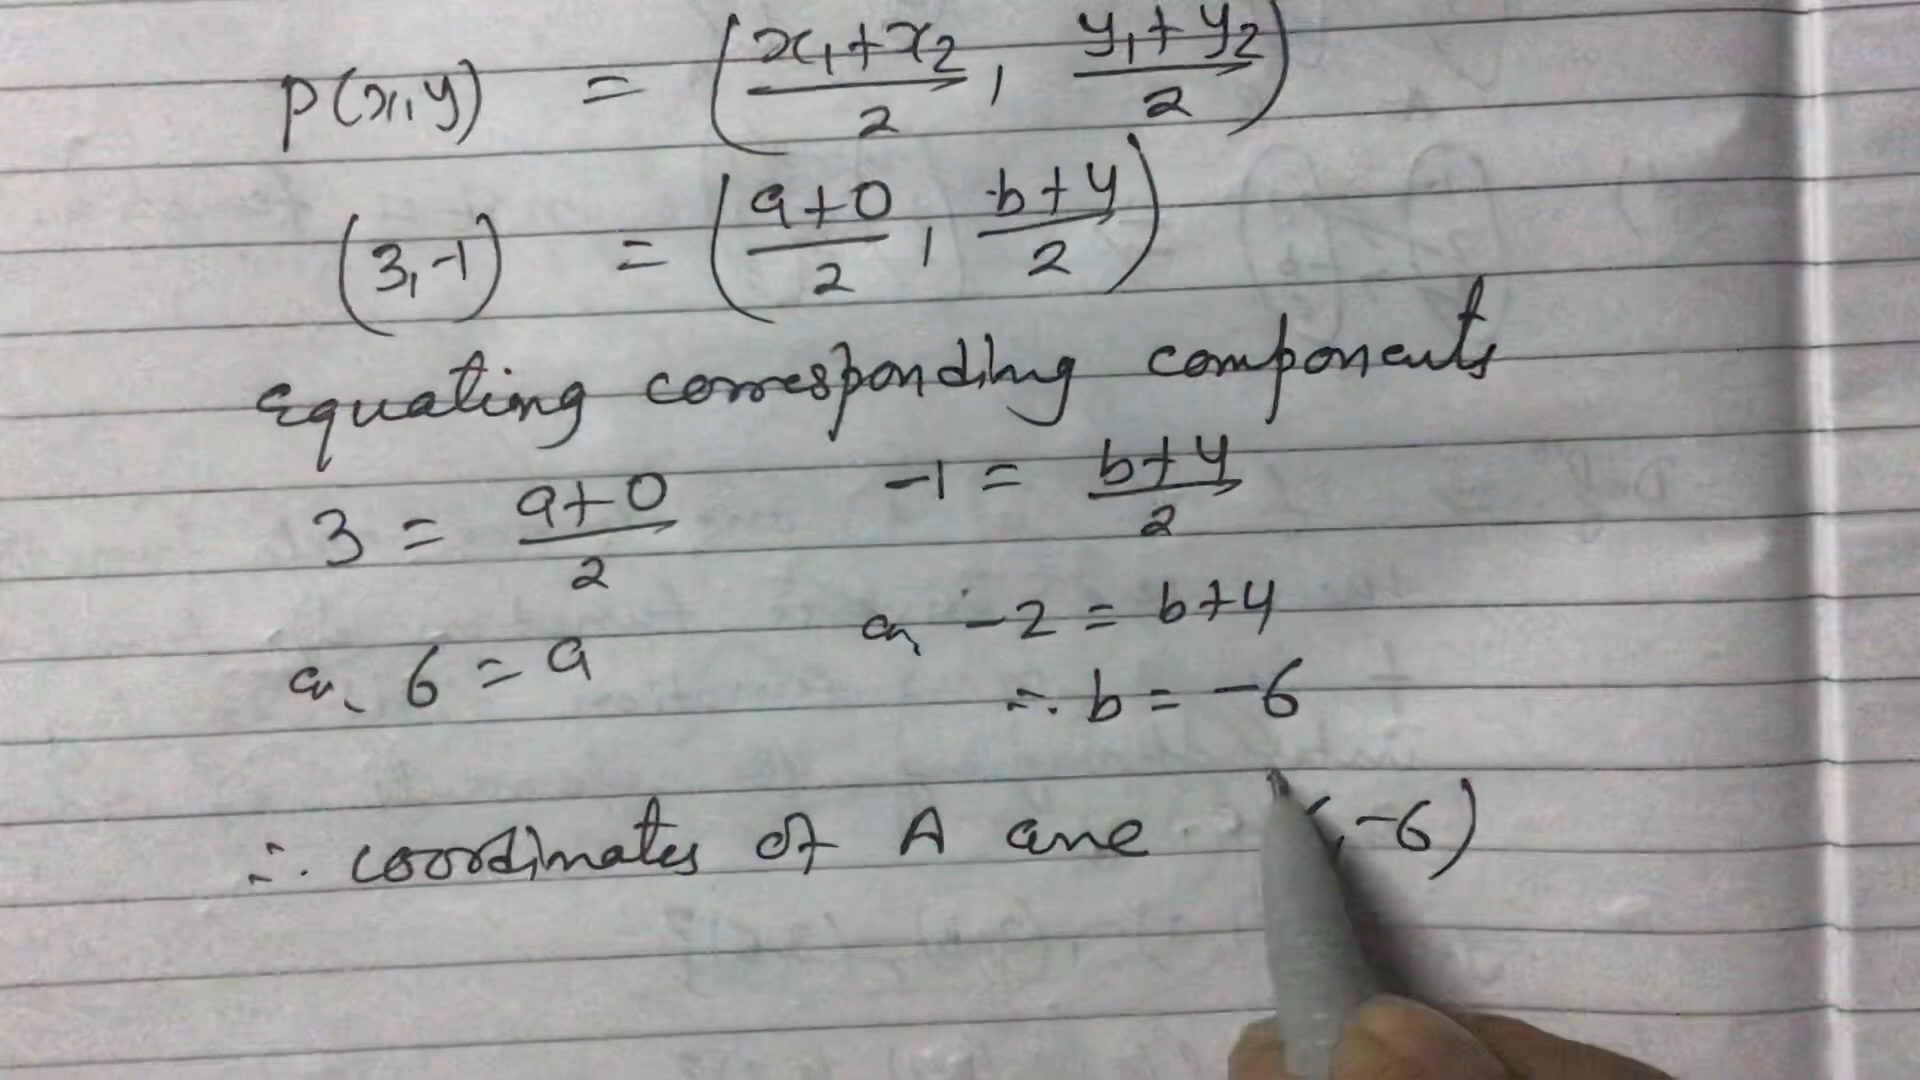 P(x,y) = (x₁+x₂/2, y₁+y₂/2)
(3,-1) = (a+0/2, b+4/2)
Equating corresponding components
3 = a+0/2 -1 = b+4/2
or, 6 = a or, -2 = b+4
∴ b = -6
∴ coordinates of A are , -6)